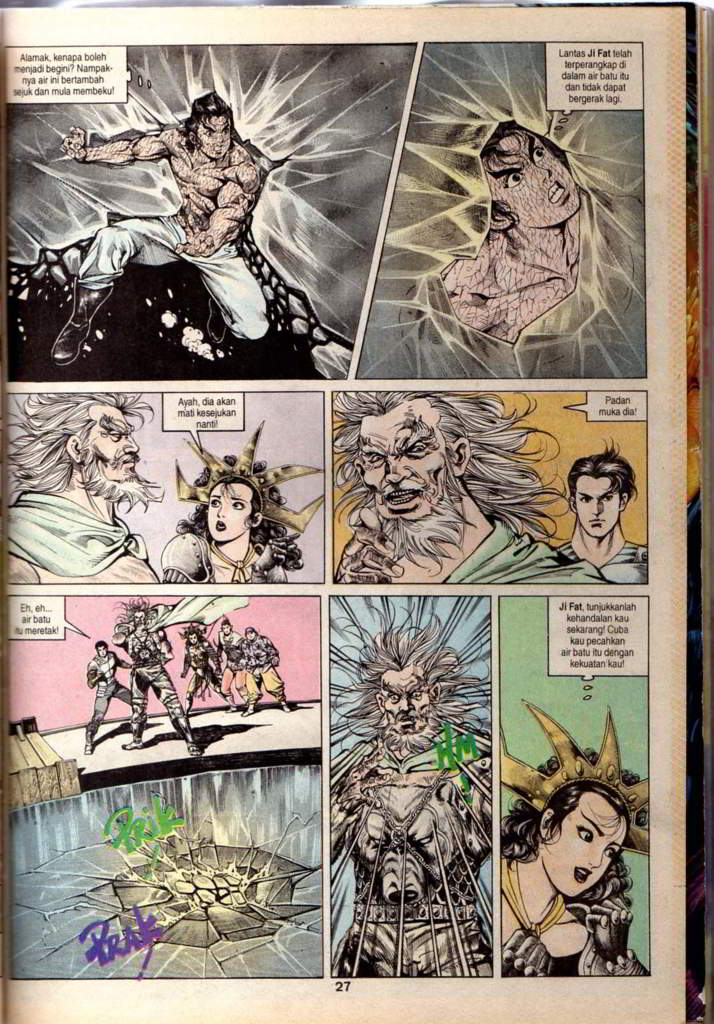 Alamak, kenapa boleh
menjadi begini? Nampak-
nya air ini bertambah
sejuk dan mula membeku!
Lantas Ji Fat telah
terperangkap di
dalam air batu itu
dan tidak dapat
bergerak lagi.
Ayah, dia akan
mati kesejukan
nanti!
Padan
muka dia!
Eh, eh...
air batu
itu meretak!
PRAK
!
PRAK
!
HM
!
Ji Fat, tunjukkanlah
kehandalan kau
sekarang! Cuba
kau pecahkan
air batu itu dengan
kekuatan kau!
27